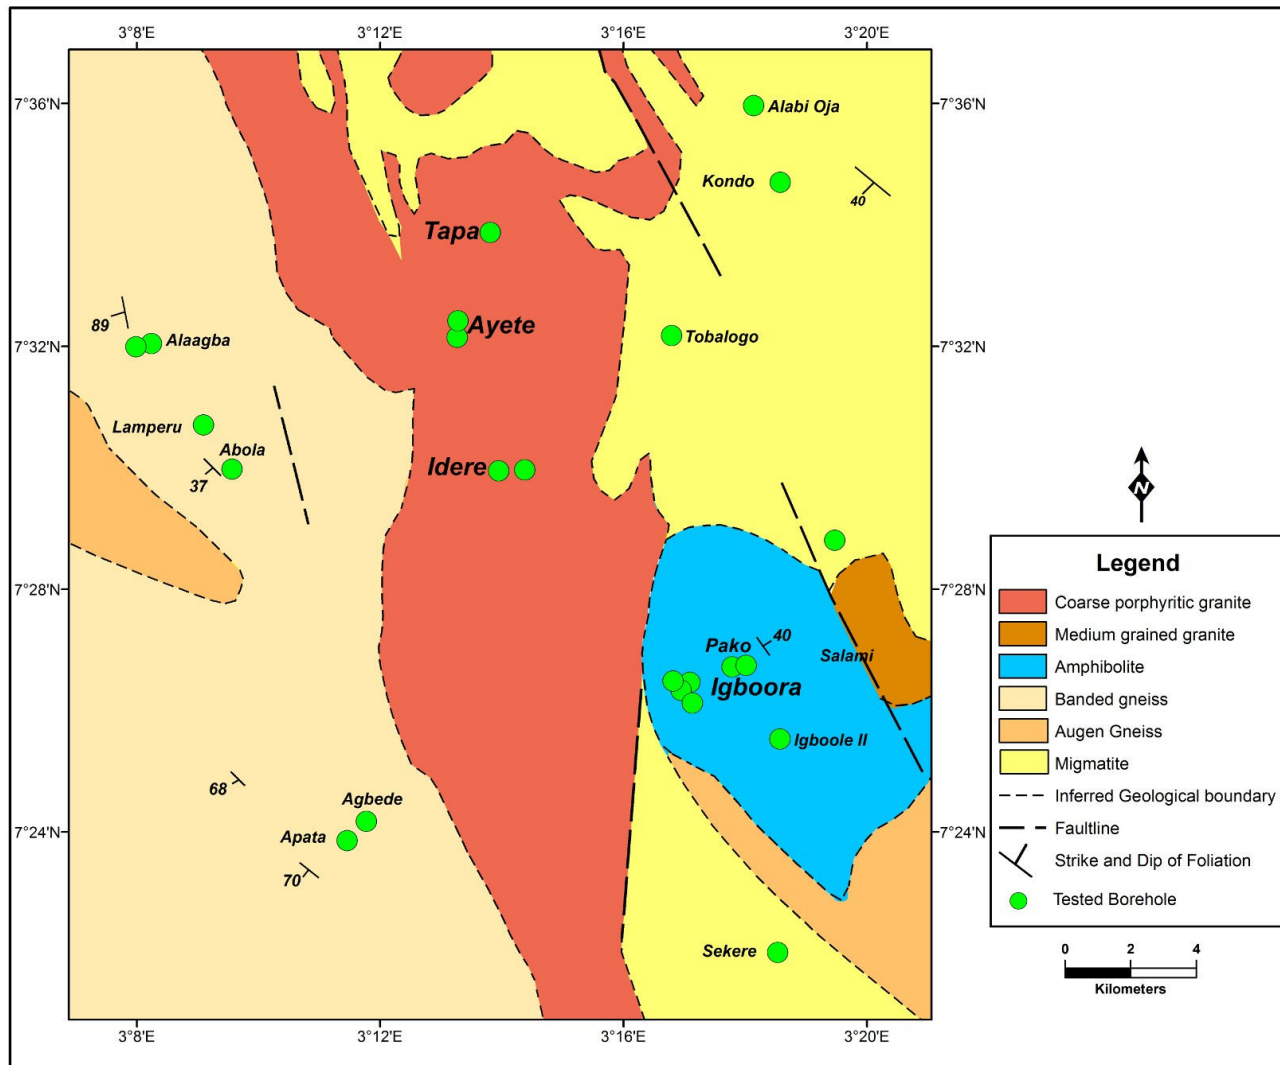 3°8'E 3°12'E 3°16'E 3°20'E
7°36'N 7°36'N
Alabi Oja
Kondo
40
Tapa
89
Ayete
Alaagba
7°32'N 7°32'N
Tobalogo
Lamperu
Abola
Idere
37
N
7°28'N 7°28'N
Pako 40
Salami
Igboora
Igboole II
68
Agbede
Apata
7°24'N 7°24'N
70
Sekere
3°8'E 3°12'E 3°16'E 3°20'E
Legend
Coarse porphyritic granite
Medium grained granite
Amphibolite
Banded gneiss
Augen Gneiss
Migmatite
Inferred Geological boundary
Faultline
Strike and Dip of Foliation
Tested Borehole
0 2 4
Kilometers